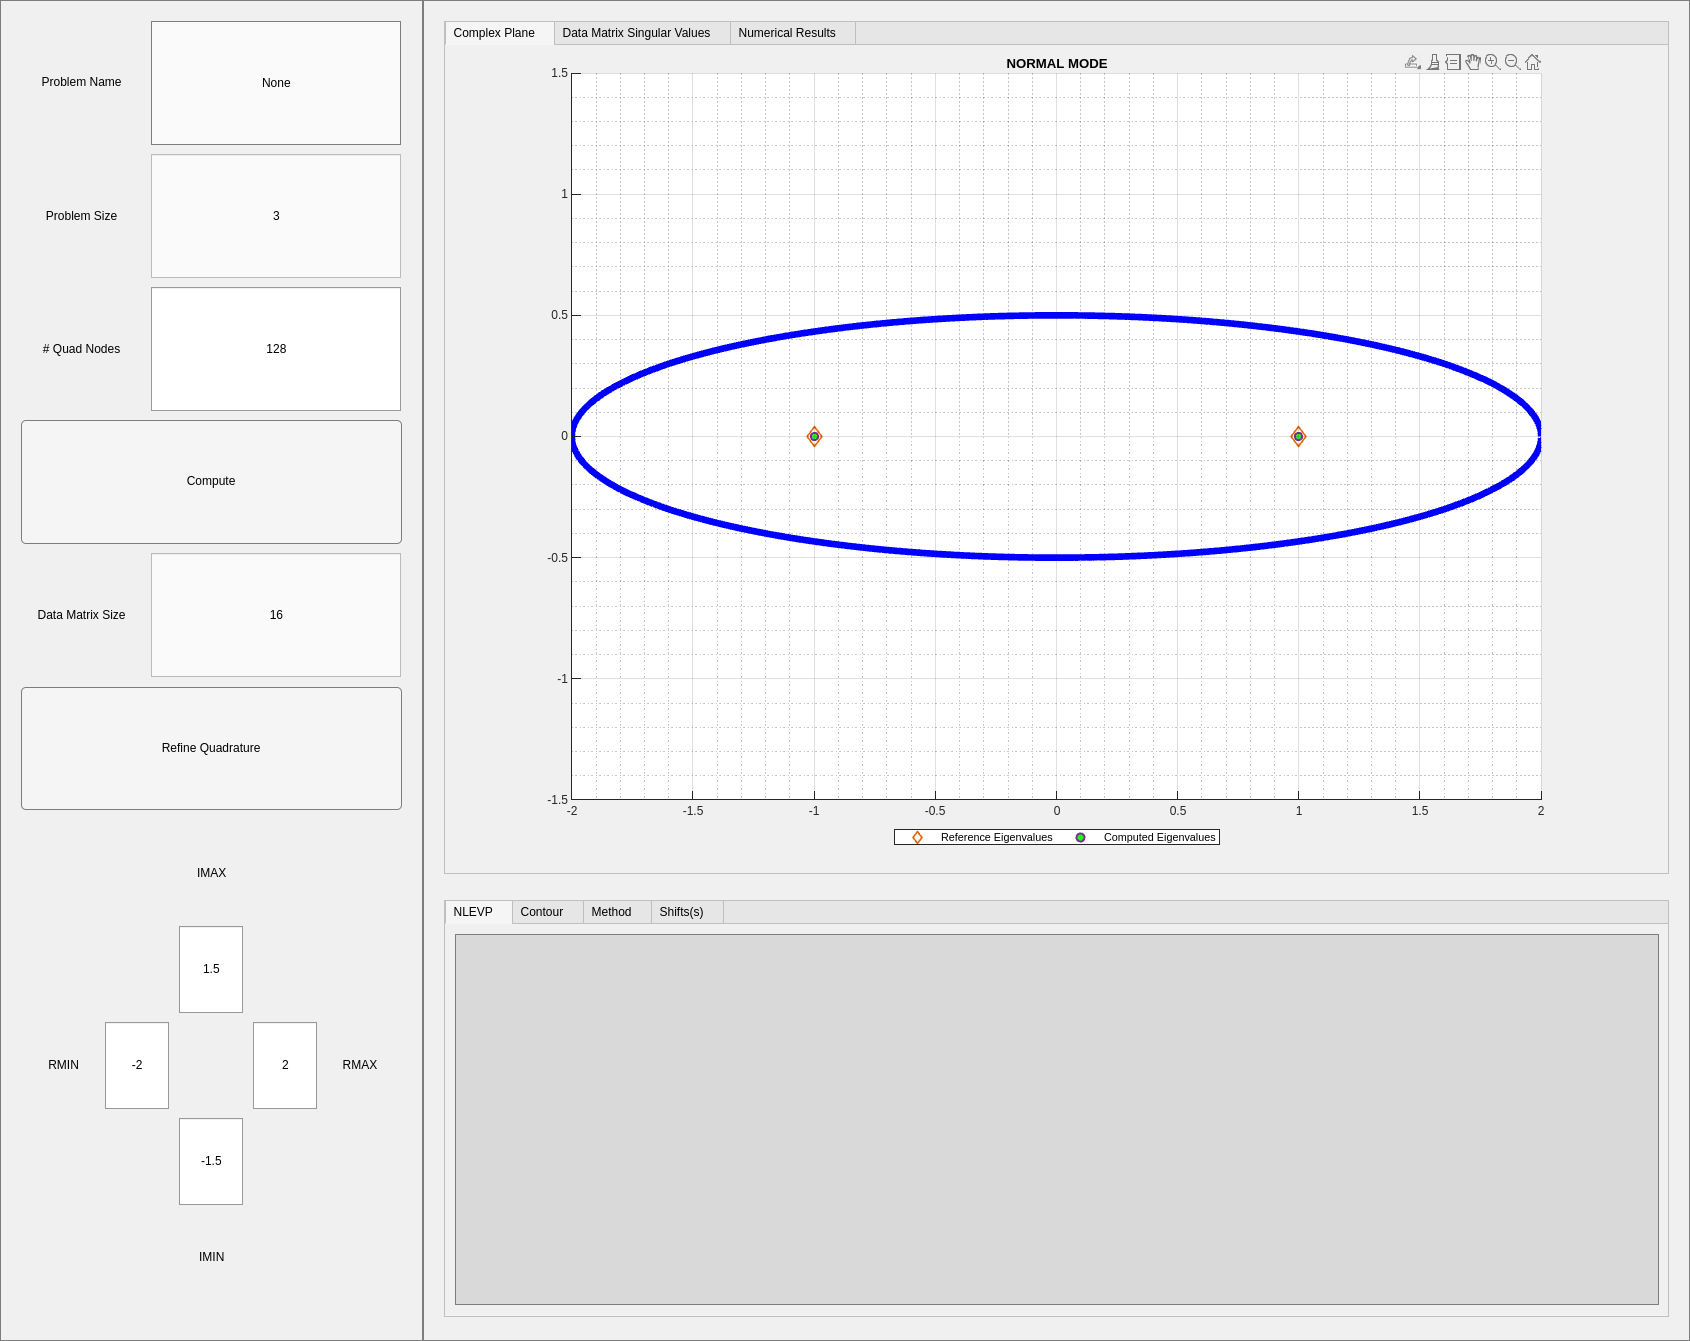 Problem Name
None
Problem Size
3
# Quad Nodes
128
Compute
Data Matrix Size
16
Refine Quadrature
IMAX
1.5
RMIN
-2
2
RMAX
-1.5
IMIN
Complex Plane
Data Matrix Singular Values
Numerical Results
NORMAL MODE
1.5
1
0.5
0
-0.5
-1
-1.5
-2
-1.5
-1
-0.5
0
0.5
1
1.5
2
Reference Eigenvalues
Computed Eigenvalues
NLEVP
Contour
Method
Shifts(s)